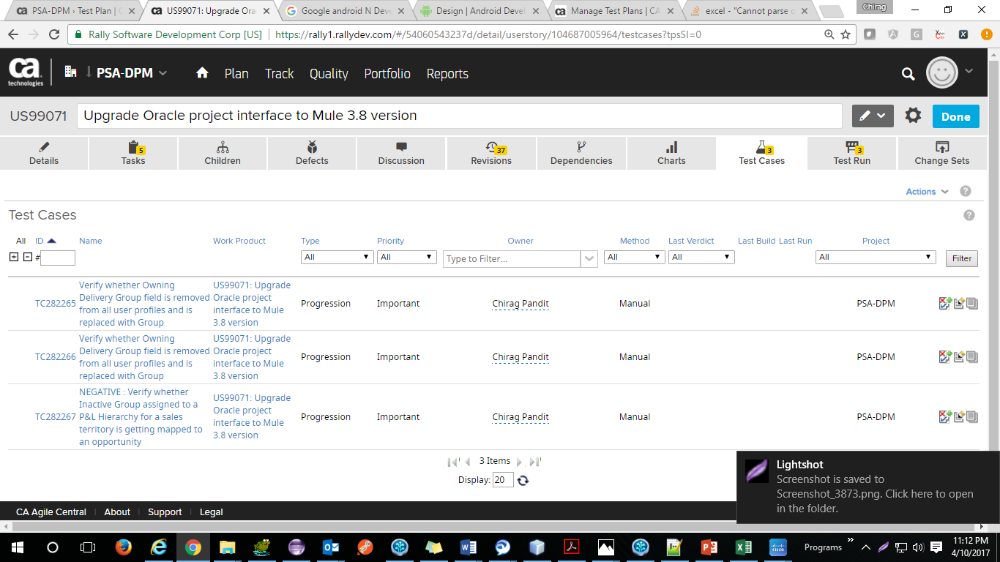 PSA-DPM › Test Plan | C
US99071: Upgrade Ora
Google android N Deve
Design | Android Devel
Manage Test Plans | CA
excel - "Cannot parse
Chirag
Rally Software Development Corp [US]
https://rally1.rallydev.com/#/54060543237d/detail/userstory/104687005964/testcases?tpsSI=0
ca technologies
PSA-DPM
Plan
Track
Quality
Portfolio
Reports
US99071
Upgrade Oracle project interface to Mule 3.8 version
Done
Details
5
Tasks
Children
Defects
Discussion
37
Revisions
Dependencies
Charts
3
Test Cases
3
Test Run
Change Sets
Actions
?
Test Cases
?
All ID Name Work Product Type Priority Owner Method Last Verdict Last Build Last Run Project
# All All Type to Filter... All All All Filter
TC282265
Verify whether Owning
Delivery Group field is removed
from all user profiles and is
replaced with Group
US99071: Upgrade
Oracle project
interface to Mule
3.8 version
Progression
Important
Chirag Pandit
Manual
PSA-DPM
TC282266
Verify whether Owning
Delivery Group field is removed
from all user profiles and is
replaced with Group
US99071: Upgrade
Oracle project
interface to Mule
3.8 version
Progression
Important
Chirag Pandit
Manual
PSA-DPM
TC282267
NEGATIVE : Verify whether
Inactive Group assigned to a
P&L Hierarchy for a sales
territory is getting mapped to
an opportunity
US99071: Upgrade
Oracle project
interface to Mule
3.8 version
Progression
Important
Chirag Pandit
Manual
PSA-DPM
3 Items
Display: 20
Lightshot
Screenshot is saved to
Screenshot_3873.png. Click here to open
in the folder.
CA Agile Central
About
Support
Legal
Programs
11:12 PM
4/10/2017